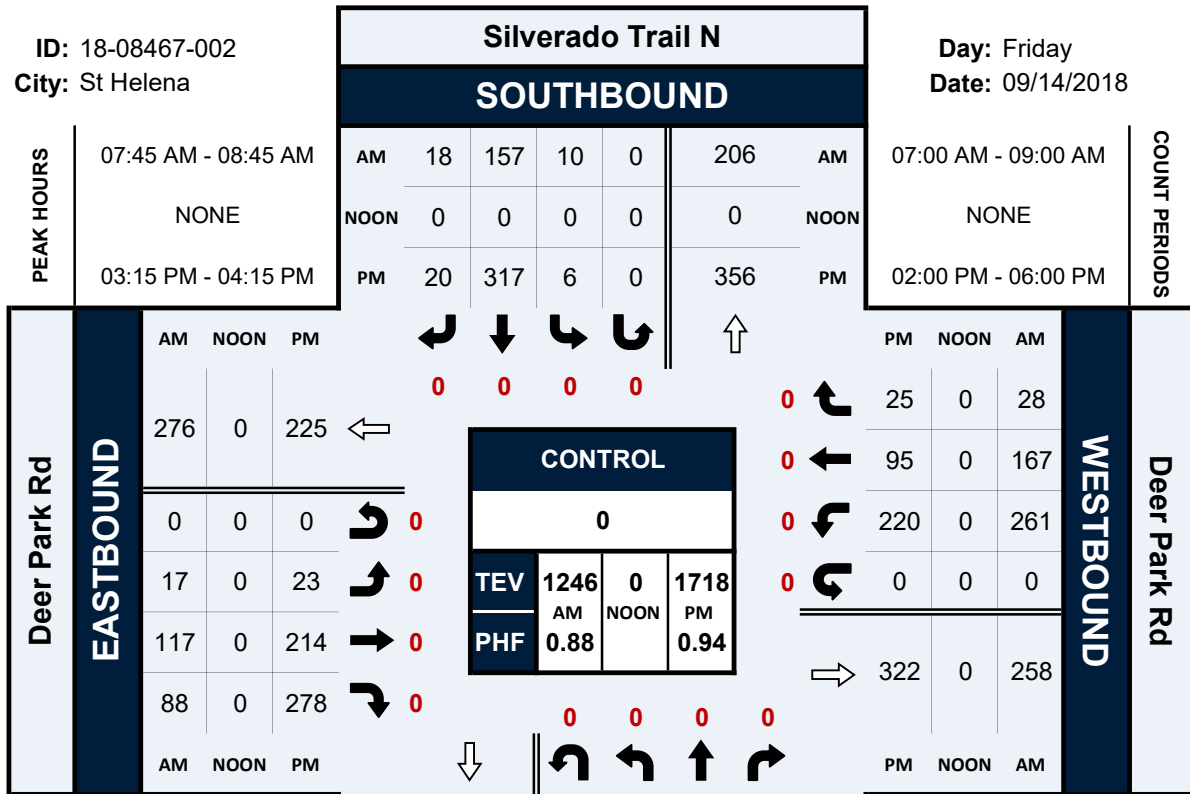 ID: 18-08467-002
City: St Helena
Silverado Trail N
SOUTHBOUND
Day: Friday
Date: 09/14/2018
PEAK HOURS
07:45 AM - 08:45 AM
NONE
03:15 PM - 04:15 PM
AM 18 157 10 0 206 AM
NOON 0 0 0 0 0 NOON
PM 20 317 6 0 356 PM
07:00 AM - 09:00 AM
NONE
02:00 PM - 06:00 PM
COUNT PERIODS
0 0 0 0
Deer Park Rd
EASTBOUND
AM NOON PM
276 0 225
0 0 0 0
17 0 23 0
117 0 214 0
88 0 278 0
AM NOON PM
CONTROL
0
TEV 1246 0 1718
AM NOON PM
PHF 0.88 0.94
PM NOON AM
0 25 0 28
0 95 0 167
0 220 0 261
0 0 0 0
322 0 258
PM NOON AM
WESTBOUND
Deer Park Rd
0 0 0 0